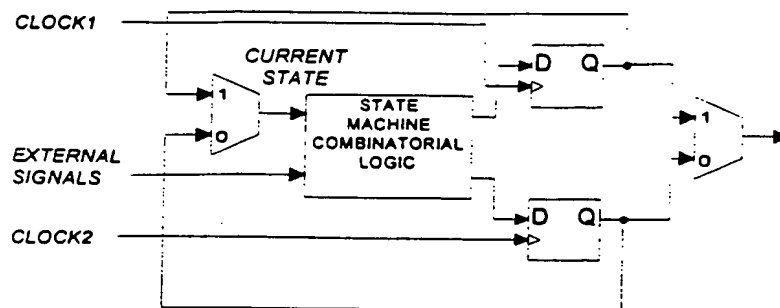 CLOCK1
CURRENT
STATE
D Q
1
0
STATE
MACHINE
COMBINATORIAL
LOGIC
1
0
EXTERNAL
SIGNALS
D Q
CLOCK2